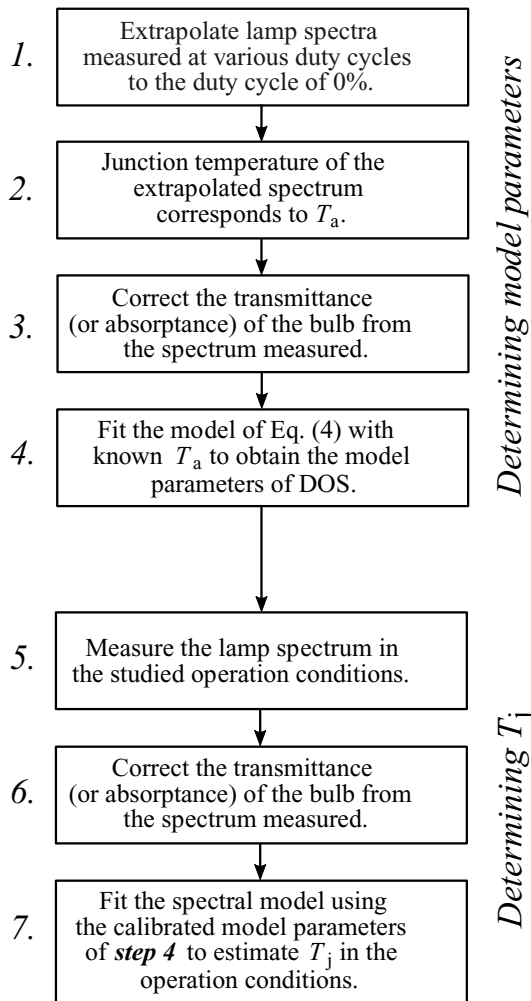 1.
Extrapolate lamp spectra
measured at various duty cycles
to the duty cycle of 0%.
2.
Junction temperature of the
extrapolated spectrum
corresponds to Ta.
3.
Correct the transmittance
(or absorptance) of the bulb from
the spectrum measured.
4.
Fit the model of Eq. (4) with
known Ta to obtain the model
parameters of DOS.
Determining model parameters
5.
Measure the lamp spectrum in
the studied operation conditions.
6.
Correct the transmittance
(or absorptance) of the bulb from
the spectrum measured.
7.
Fit the spectral model using
the calibrated model parameters
of step 4 to estimate Tj in the
operation conditions.
Determining Tj